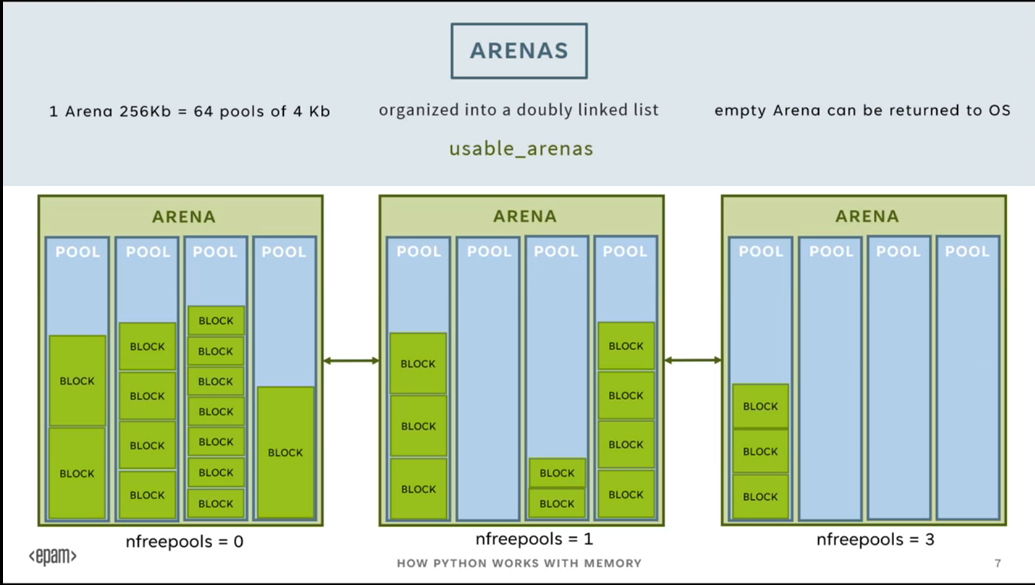 ARENAS
1 Arena 256Kb = 64 pools of 4 Kb
organized into a doubly linked list
empty Arena can be returned to OS
usable_arenas
ARENA
POOL POOL POOL POOL
BLOCK
BLOCK
BLOCK
BLOCK
BLOCK
BLOCK
BLOCK
BLOCK
BLOCK
BLOCK
BLOCK
BLOCK
BLOCK
BLOCK
nfreepools = 0
ARENA
POOL POOL POOL POOL
BLOCK
BLOCK
BLOCK
BLOCK
BLOCK
BLOCK
BLOCK
BLOCK
BLOCK
nfreepools = 1
ARENA
POOL POOL POOL POOL
BLOCK
BLOCK
BLOCK
nfreepools = 3
<epam>
HOW PYTHON WORKS WITH MEMORY
7